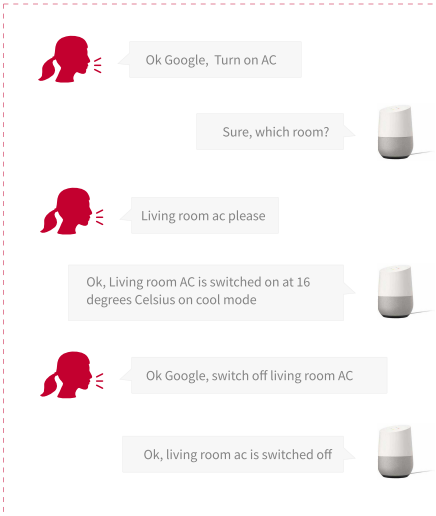 Ok Google, Turn on AC
Sure, which room?
Living room ac please
Ok, Living room AC is switched on at 16
degrees Celsius on cool mode
Ok Google, switch off living room AC
Ok, living room ac is switched off